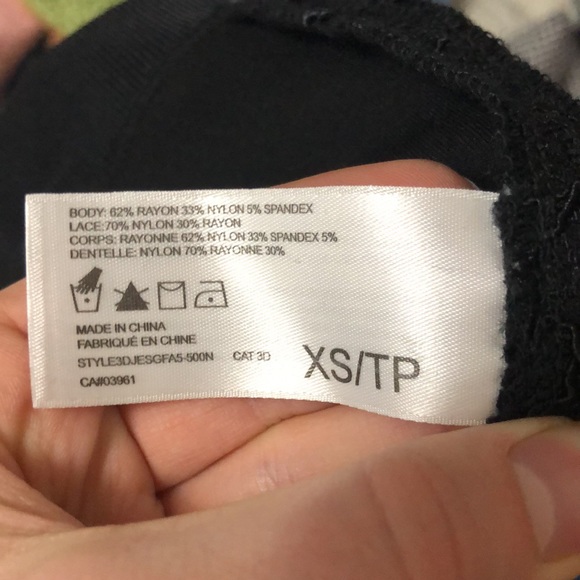 BODY: 62% RAYON 33% NYLON 5% SPANDEX
LACE:70% NYLON 30% RAYON
CORPS: RAYONNE 62% NYLON 33% SPANDEX 5%
DENTELLE: NYLON 70% RAYONNE 30%
MADE IN CHINA
FABRIQUÉ EN CHINE
STYLE3DJESGFA5-500N CAT 3D
CA#03961
XS/TP